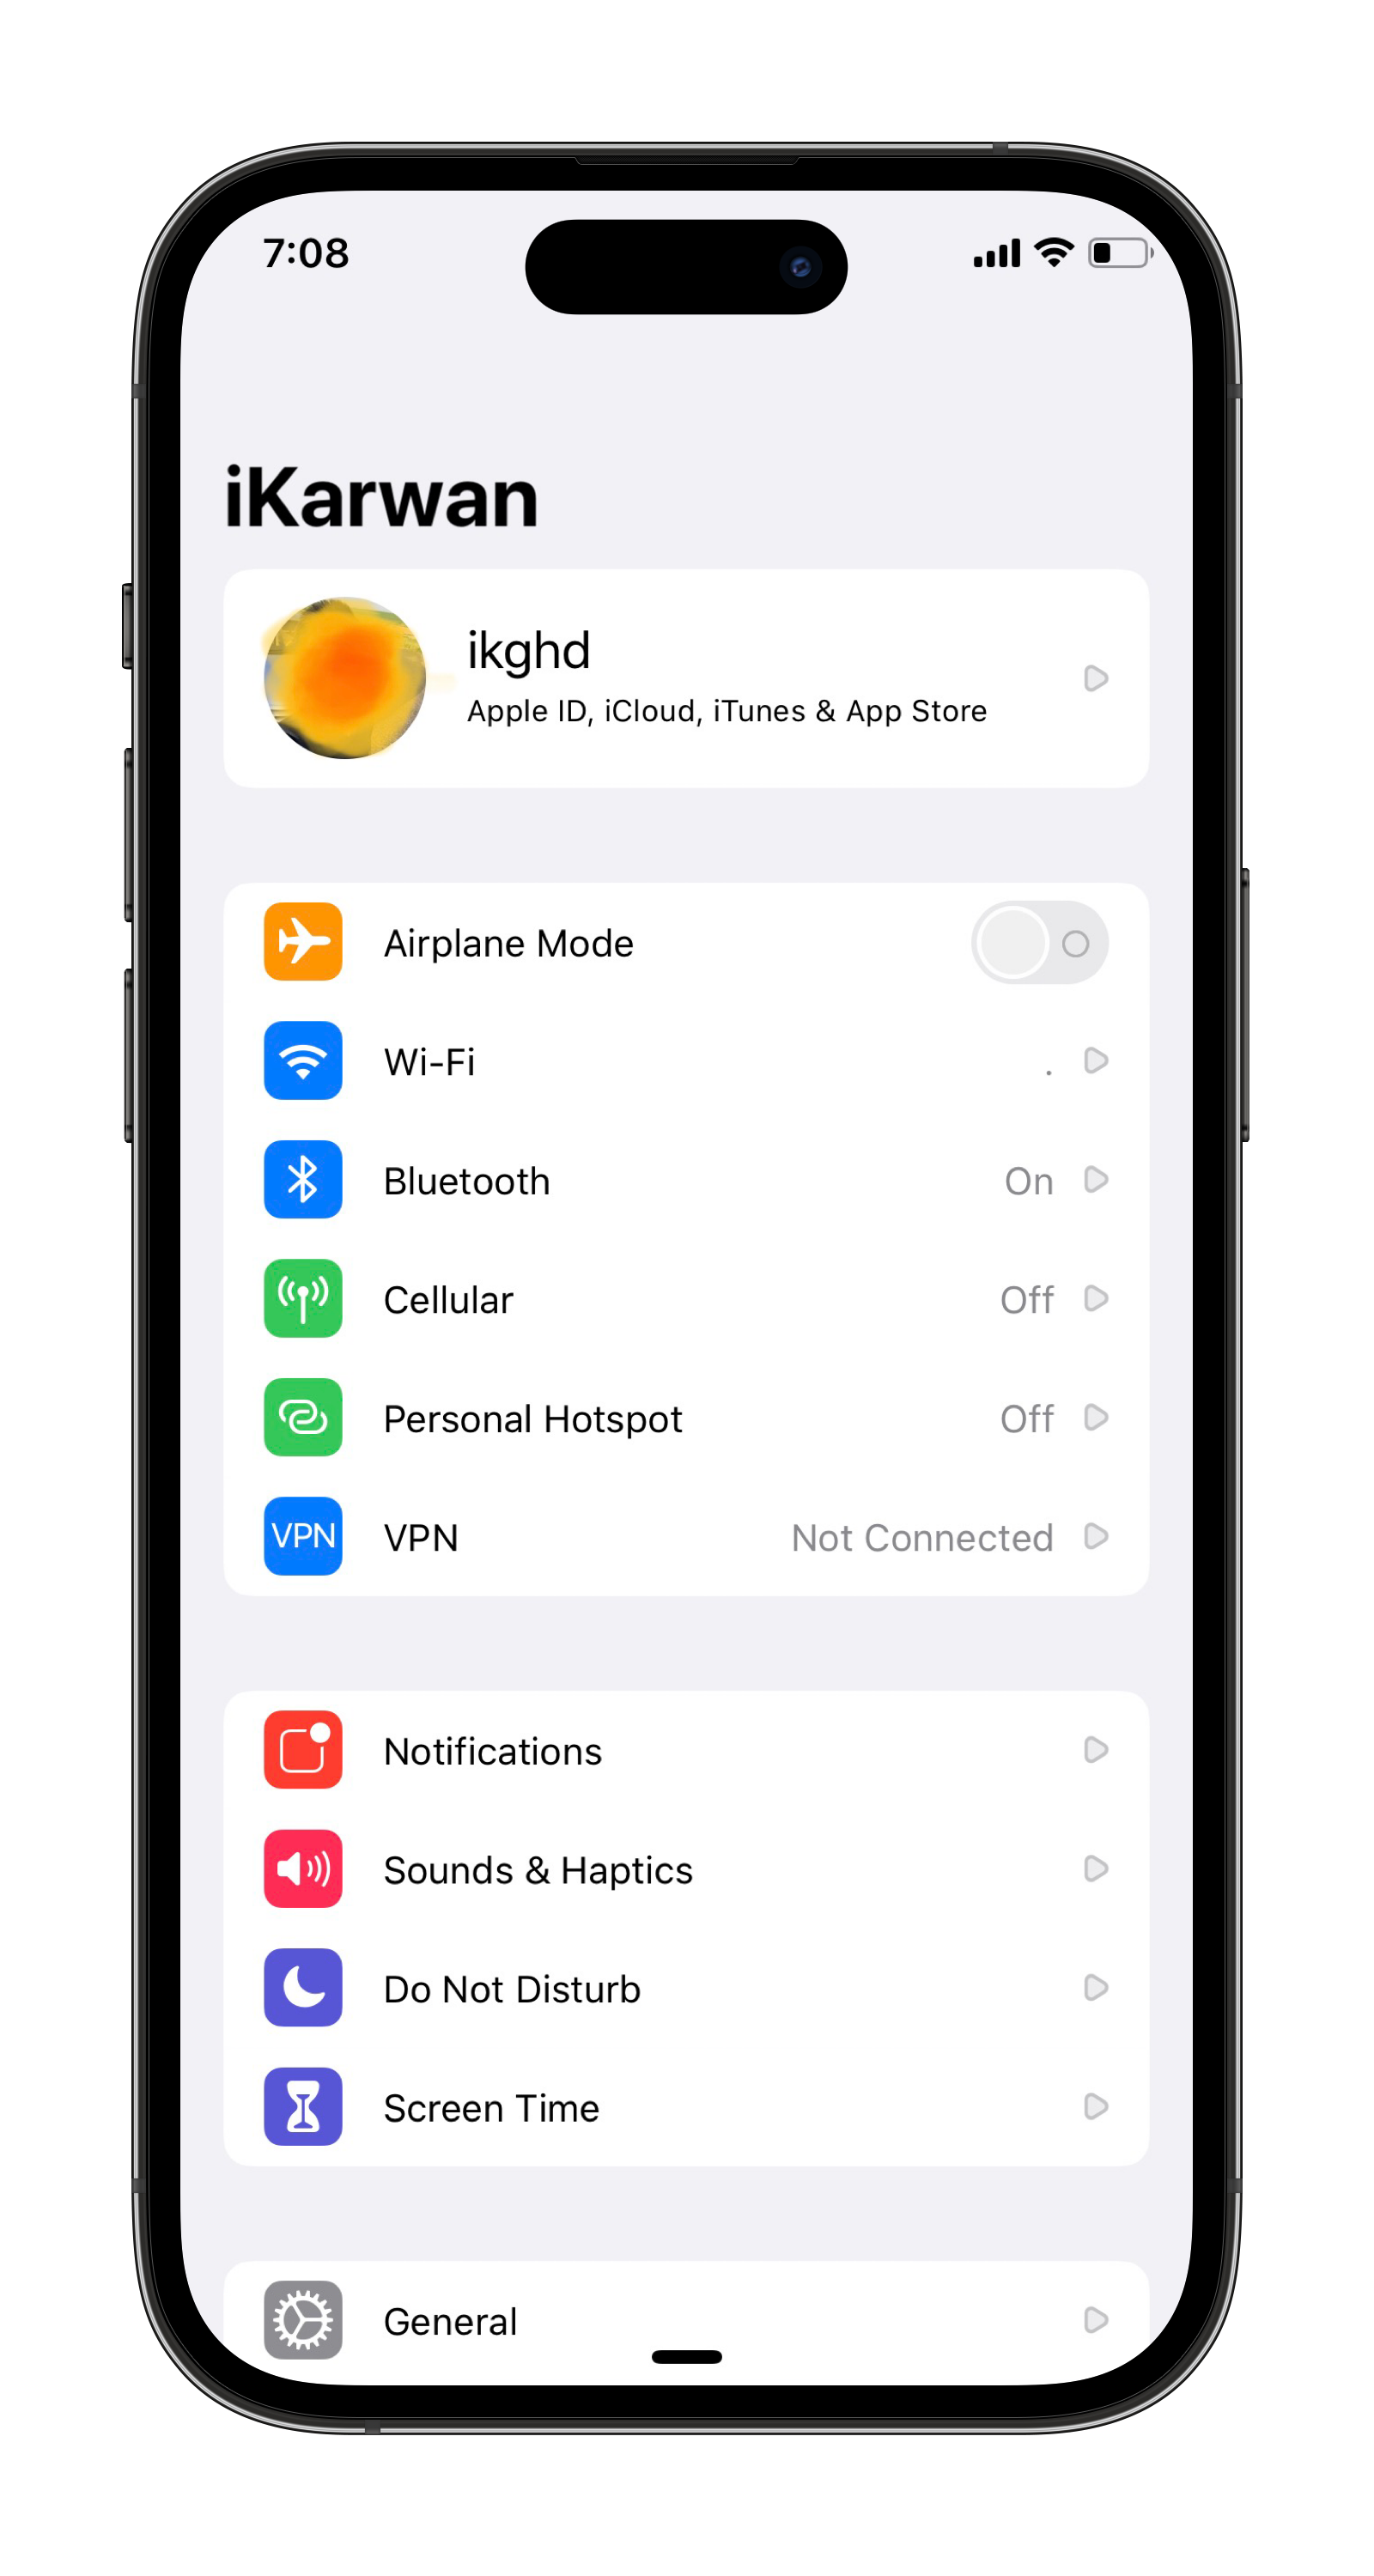 7:08
iKarwan
ikghd
Apple ID, iCloud, iTunes & App Store
Airplane Mode
Wi-Fi .
Bluetooth On
Cellular Off
Personal Hotspot Off
VPN VPN Not Connected
Notifications
Sounds & Haptics
Do Not Disturb
Screen Time
General